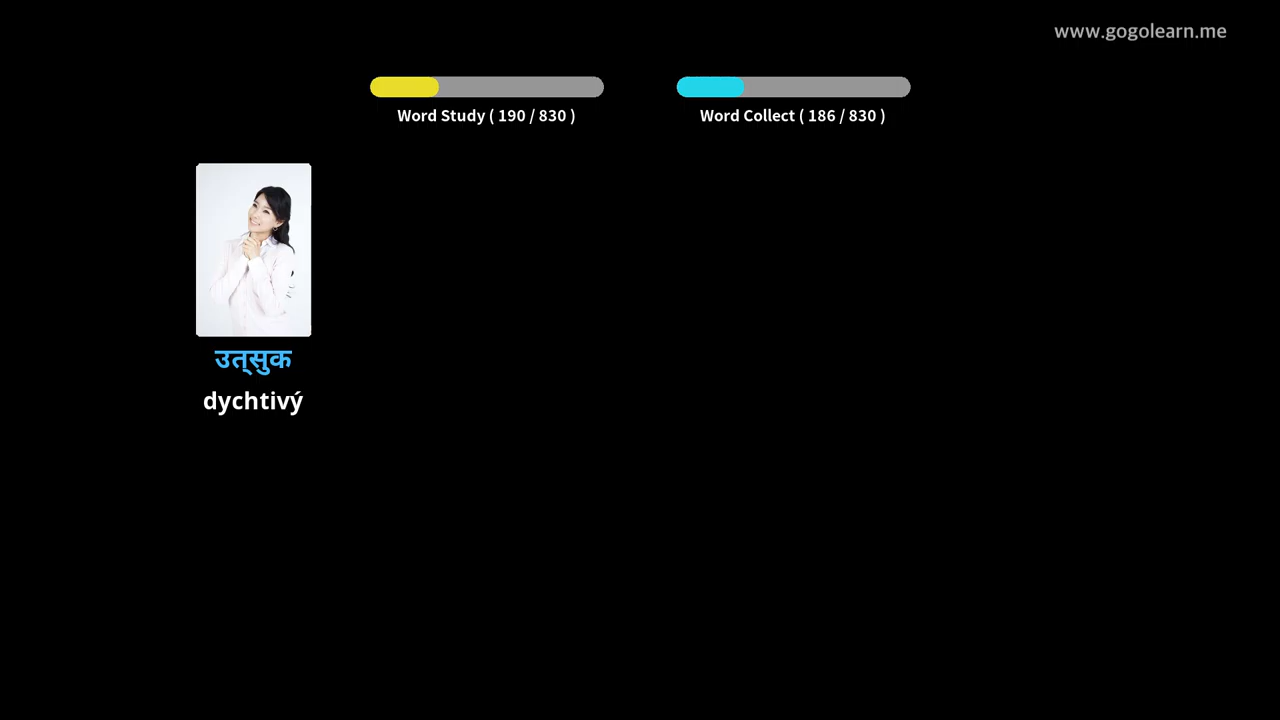 www.gogolearn.me
Word Study ( 190 / 830 )
Word Collect ( 186 / 830 )
उत्सुक
dychtivý